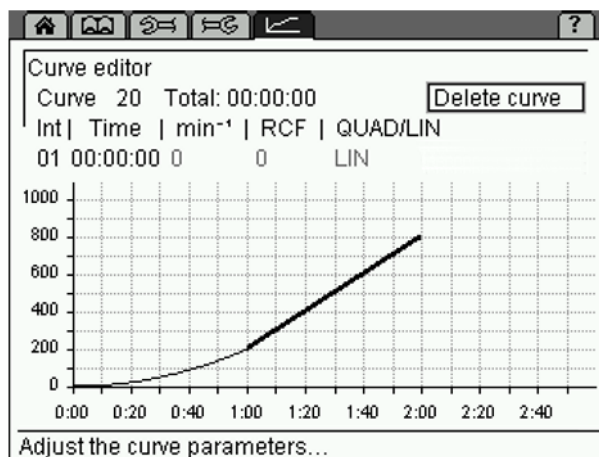 ?
Curve editor
Curve 20 Total: 00:00:00 Delete curve
Int | Time | min⁻¹ | RCF | QUAD/LIN
01 00:00:00 0 0 LIN
1000
800
600
400
200
0
0:00 0:20 0:40 1:00 1:20 1:40 2:00 2:20 2:40
Adjust the curve parameters...